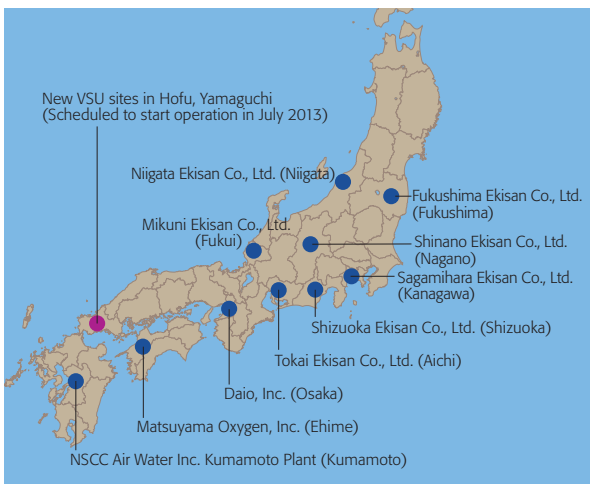 New VSU sites in Hofu, Yamaguchi
(Scheduled to start operation in July 2013)
Niigata Ekisan Co., Ltd. (Niigata)
Fukushima Ekisan Co., Ltd.
(Fukushima)
Mikuni Ekisan Co., Ltd.
(Fukui)
Shinano Ekisan Co., Ltd.
(Nagano)
Sagamihara Ekisan Co., Ltd.
(Kanagawa)
Shizuoka Ekisan Co., Ltd. (Shizuoka)
Tokai Ekisan Co., Ltd. (Aichi)
Daio, Inc. (Osaka)
Matsuyama Oxygen, Inc. (Ehime)
NSCC Air Water Inc. Kumamoto Plant (Kumamoto)